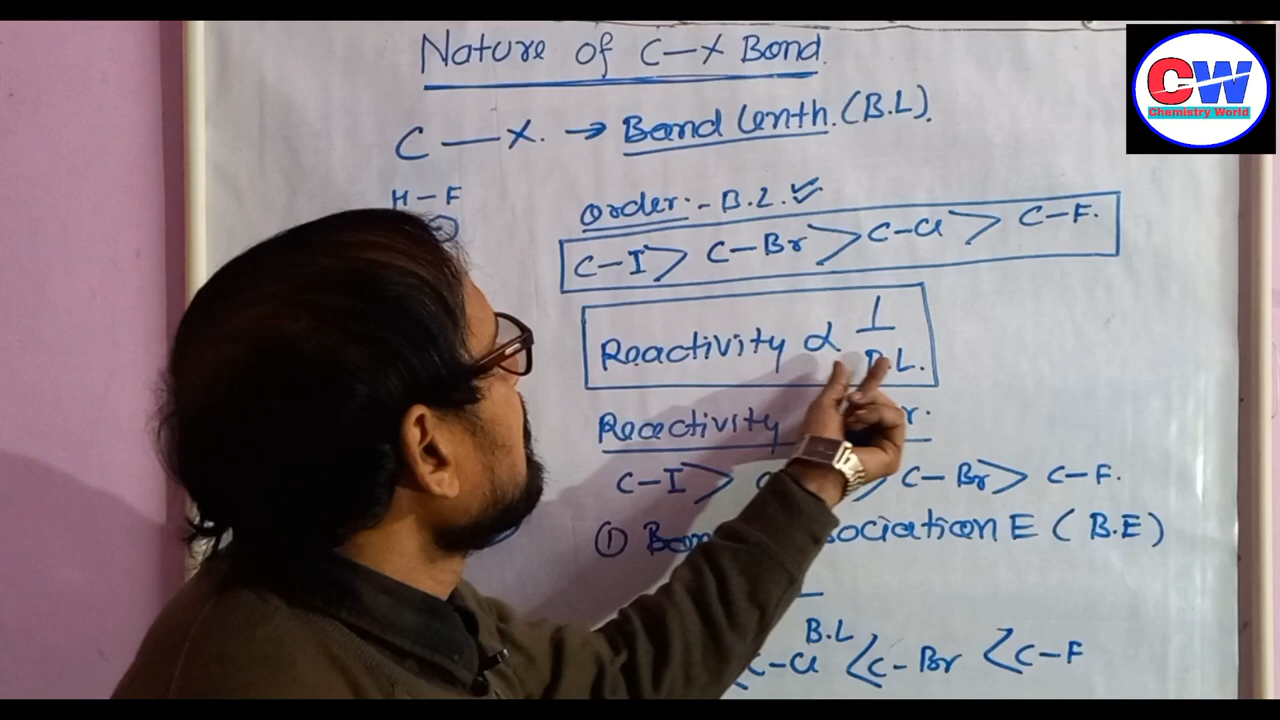 Nature of C-X Bond.
CW
Chemistry World
C — X. → Bond lenth. (B.L).
H-F
order:- B.L. ✓
C-I > C-Br > C-Cl > C-F.
Reactivity ∝ 1/B.L.
Reactivity r.
C-I > C > C-Br > C-F.
① Bon sociation E (B.E)
B.L
< C-Cl < C-Br < C-F